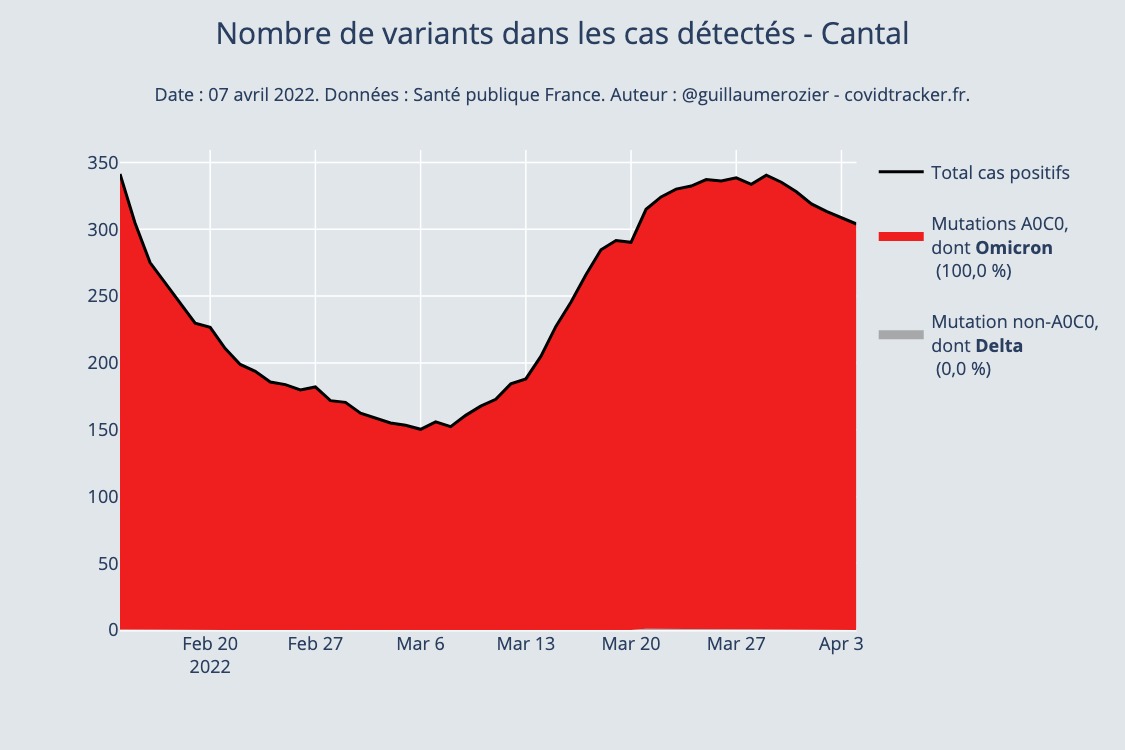 Nombre de variants dans les cas détectés - Cantal
Date : 07 avril 2022. Données : Santé publique France. Auteur : @guillaumerozier - covidtracker.fr.
350
300
250
200
150
100
50
0
Feb 20
2022
Feb 27
Mar 6
Mar 13
Mar 20
Mar 27
Apr 3
Total cas positifs
Mutations A0C0,
dont Omicron
(100,0 %)
Mutation non-A0C0,
dont Delta
(0,0 %)